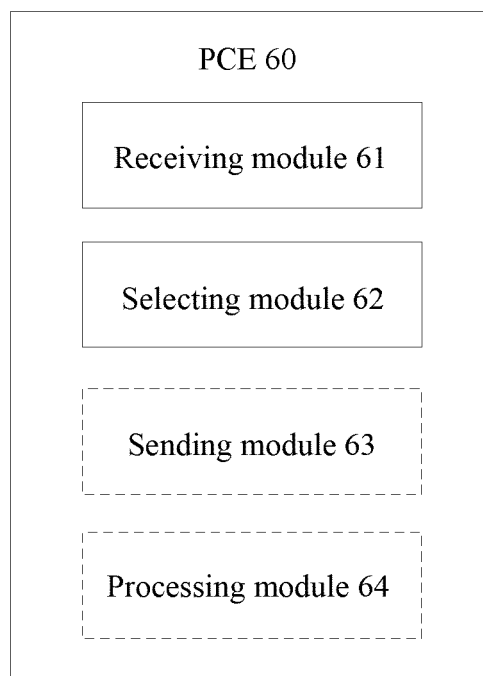 PCE 60
Receiving module 61
Selecting module 62
Sending module 63
Processing module 64